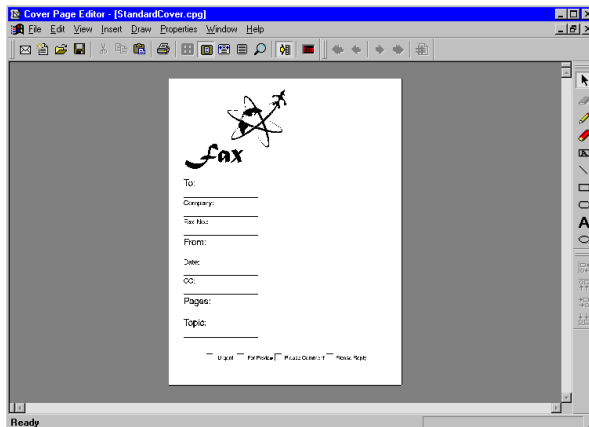 Cover Page Editor - [StandardCover.cpg]
File Edit View Insert Draw Properties Window Help
A
A
fax
To:
Company:
Fax No.:
From:
Date:
CC:
Pages:
Topic:
Urgent For Review Please Comment Please Reply
Ready